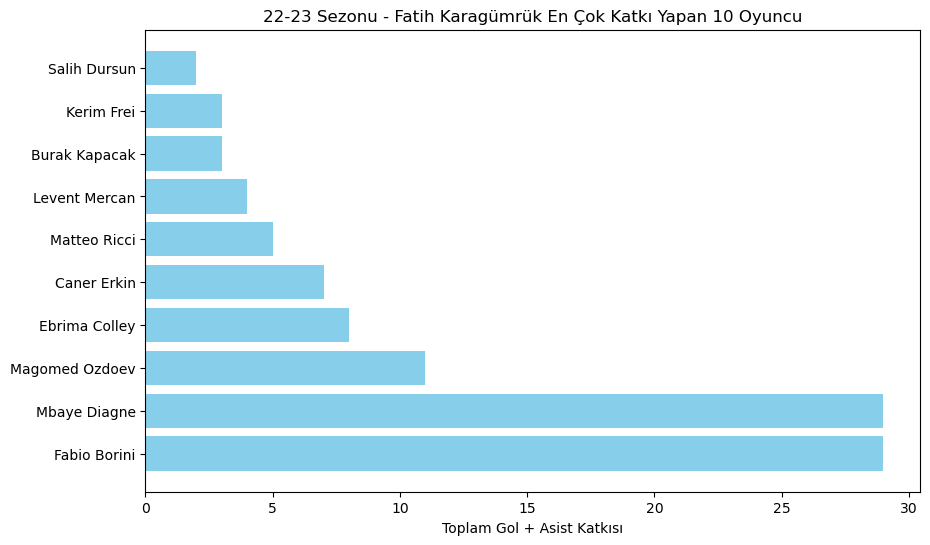 22-23 Sezonu - Fatih Karagümrük En Çok Katkı Yapan 10 Oyuncu
Salih Dursun
Kerim Frei
Burak Kapacak
Levent Mercan
Matteo Ricci
Caner Erkin
Ebrima Colley
Magomed Ozdoev
Mbaye Diagne
Fabio Borini
0 5 10 15 20 25 30
Toplam Gol + Asist Katkısı